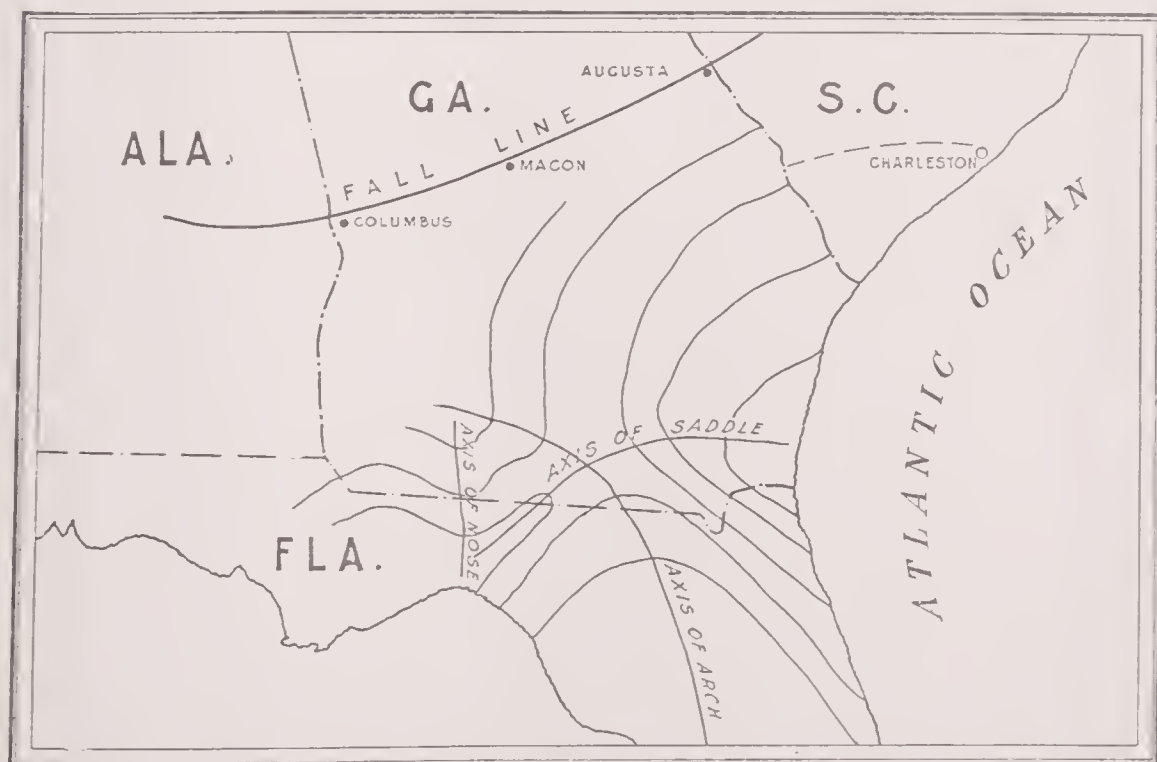 AUGUSTA
GA.
S.C.
ALA.
FALL LINE
MACON
CHARLESTON
COLUMBUS
ATLANTIC OCEAN
AXIS OF SADDLE
AXIS OF NOSE
FLA.
AXIS OF ARCH